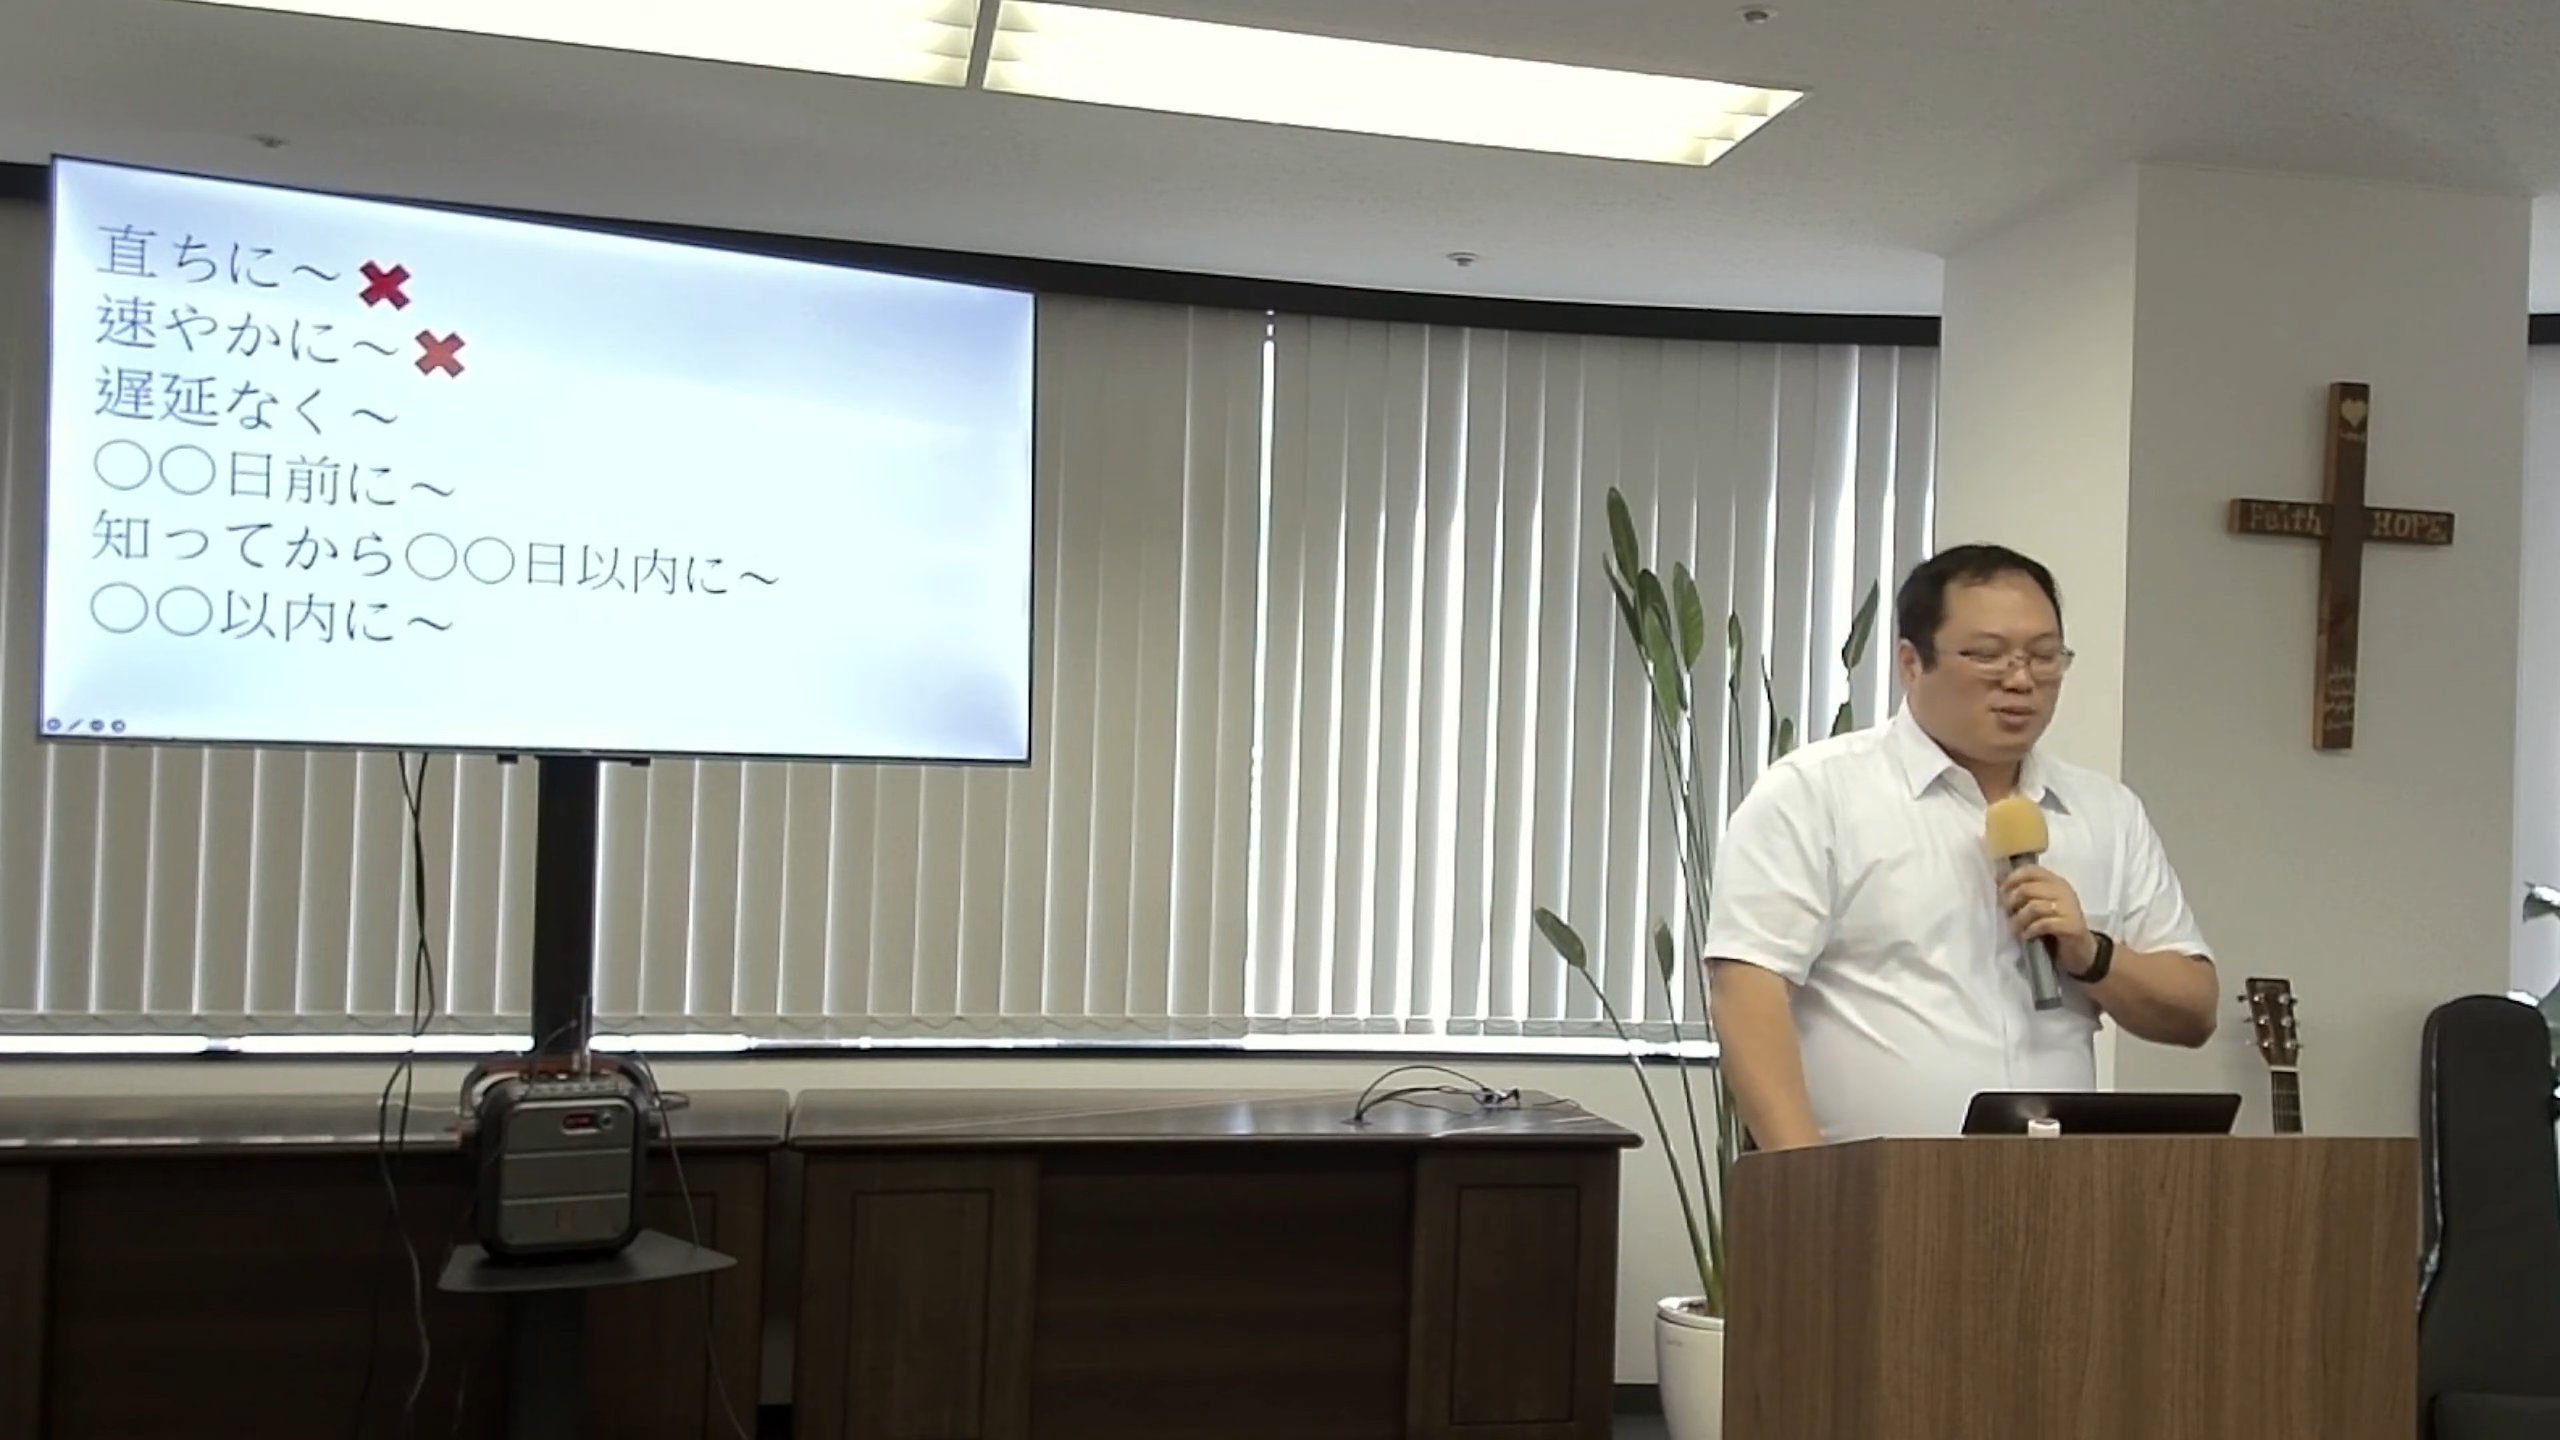 直ちに～✖
速やかに～✖
遅延なく～
〇〇日前に～
知ってから〇〇日以内に～
〇〇以内に～
Faith HOPE